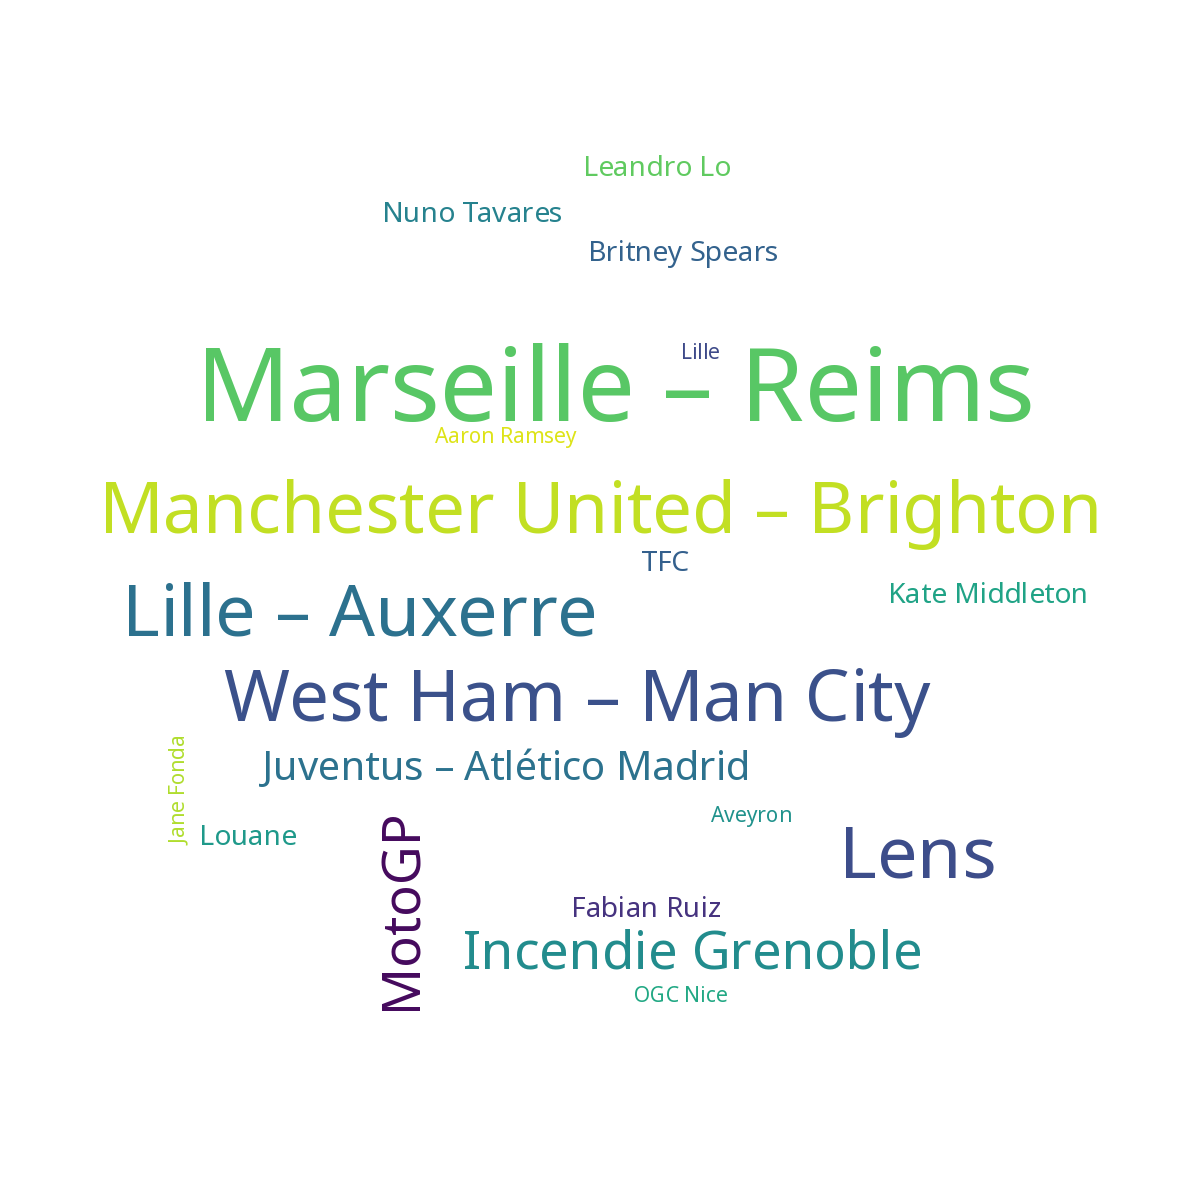 Leandro Lo
Nuno Tavares
Britney Spears
Lille
Marseille – Reims
Aaron Ramsey
Manchester United – Brighton
TFC
Kate Middleton
Lille – Auxerre
West Ham – Man City
Juventus – Atlético Madrid
Jane Fonda
Aveyron
Louane
Lens
MotoGP
Fabian Ruiz
Incendie Grenoble
OGC Nice